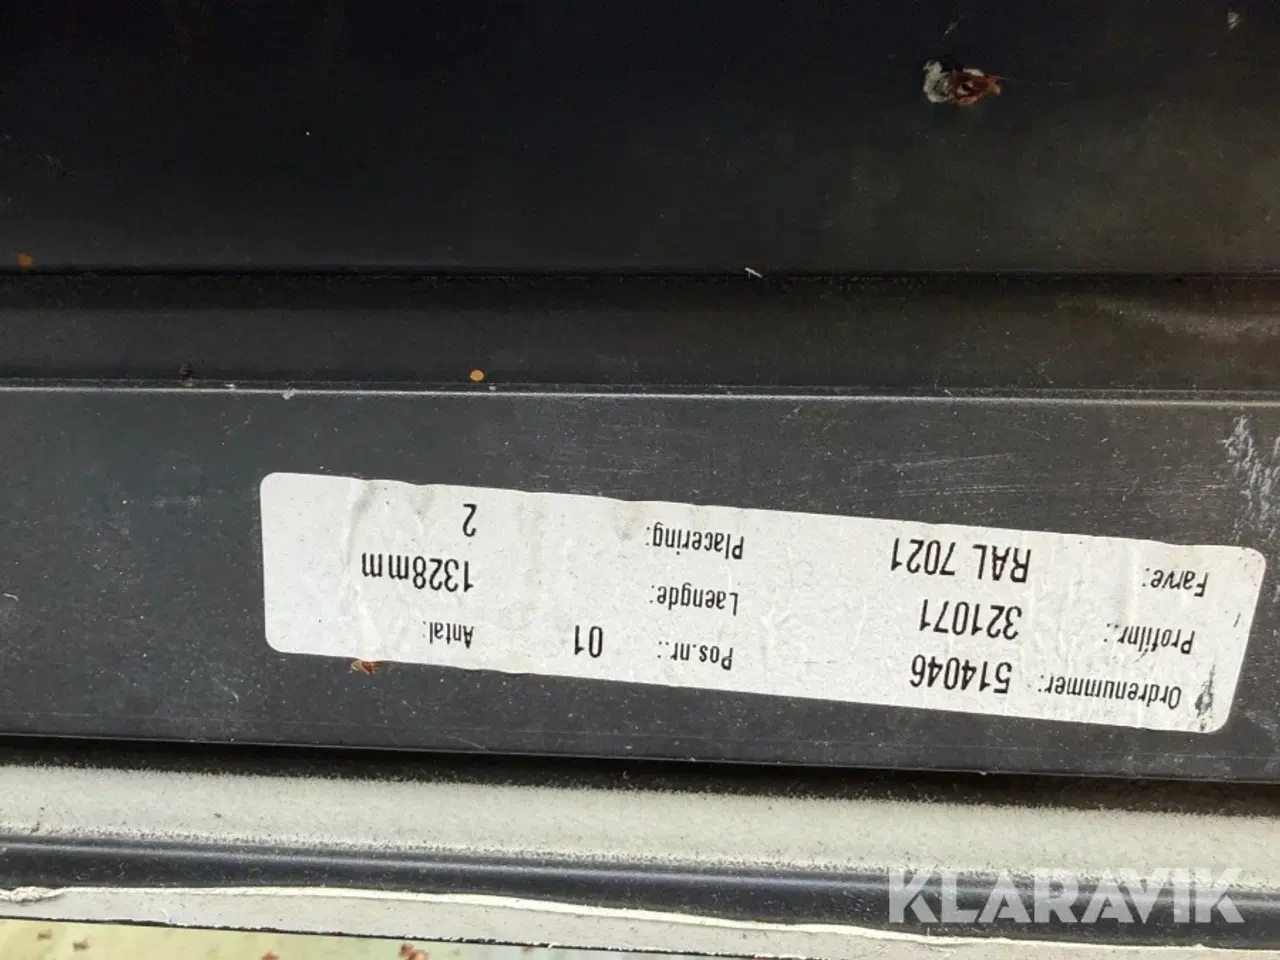 Ordrenummer: 514046 Pos.nr.: 01 Antal:
Profilnr.: 321071 Laengde: 1328mm
Farve: RAL 7021 Placering: 2
KLARAVIK